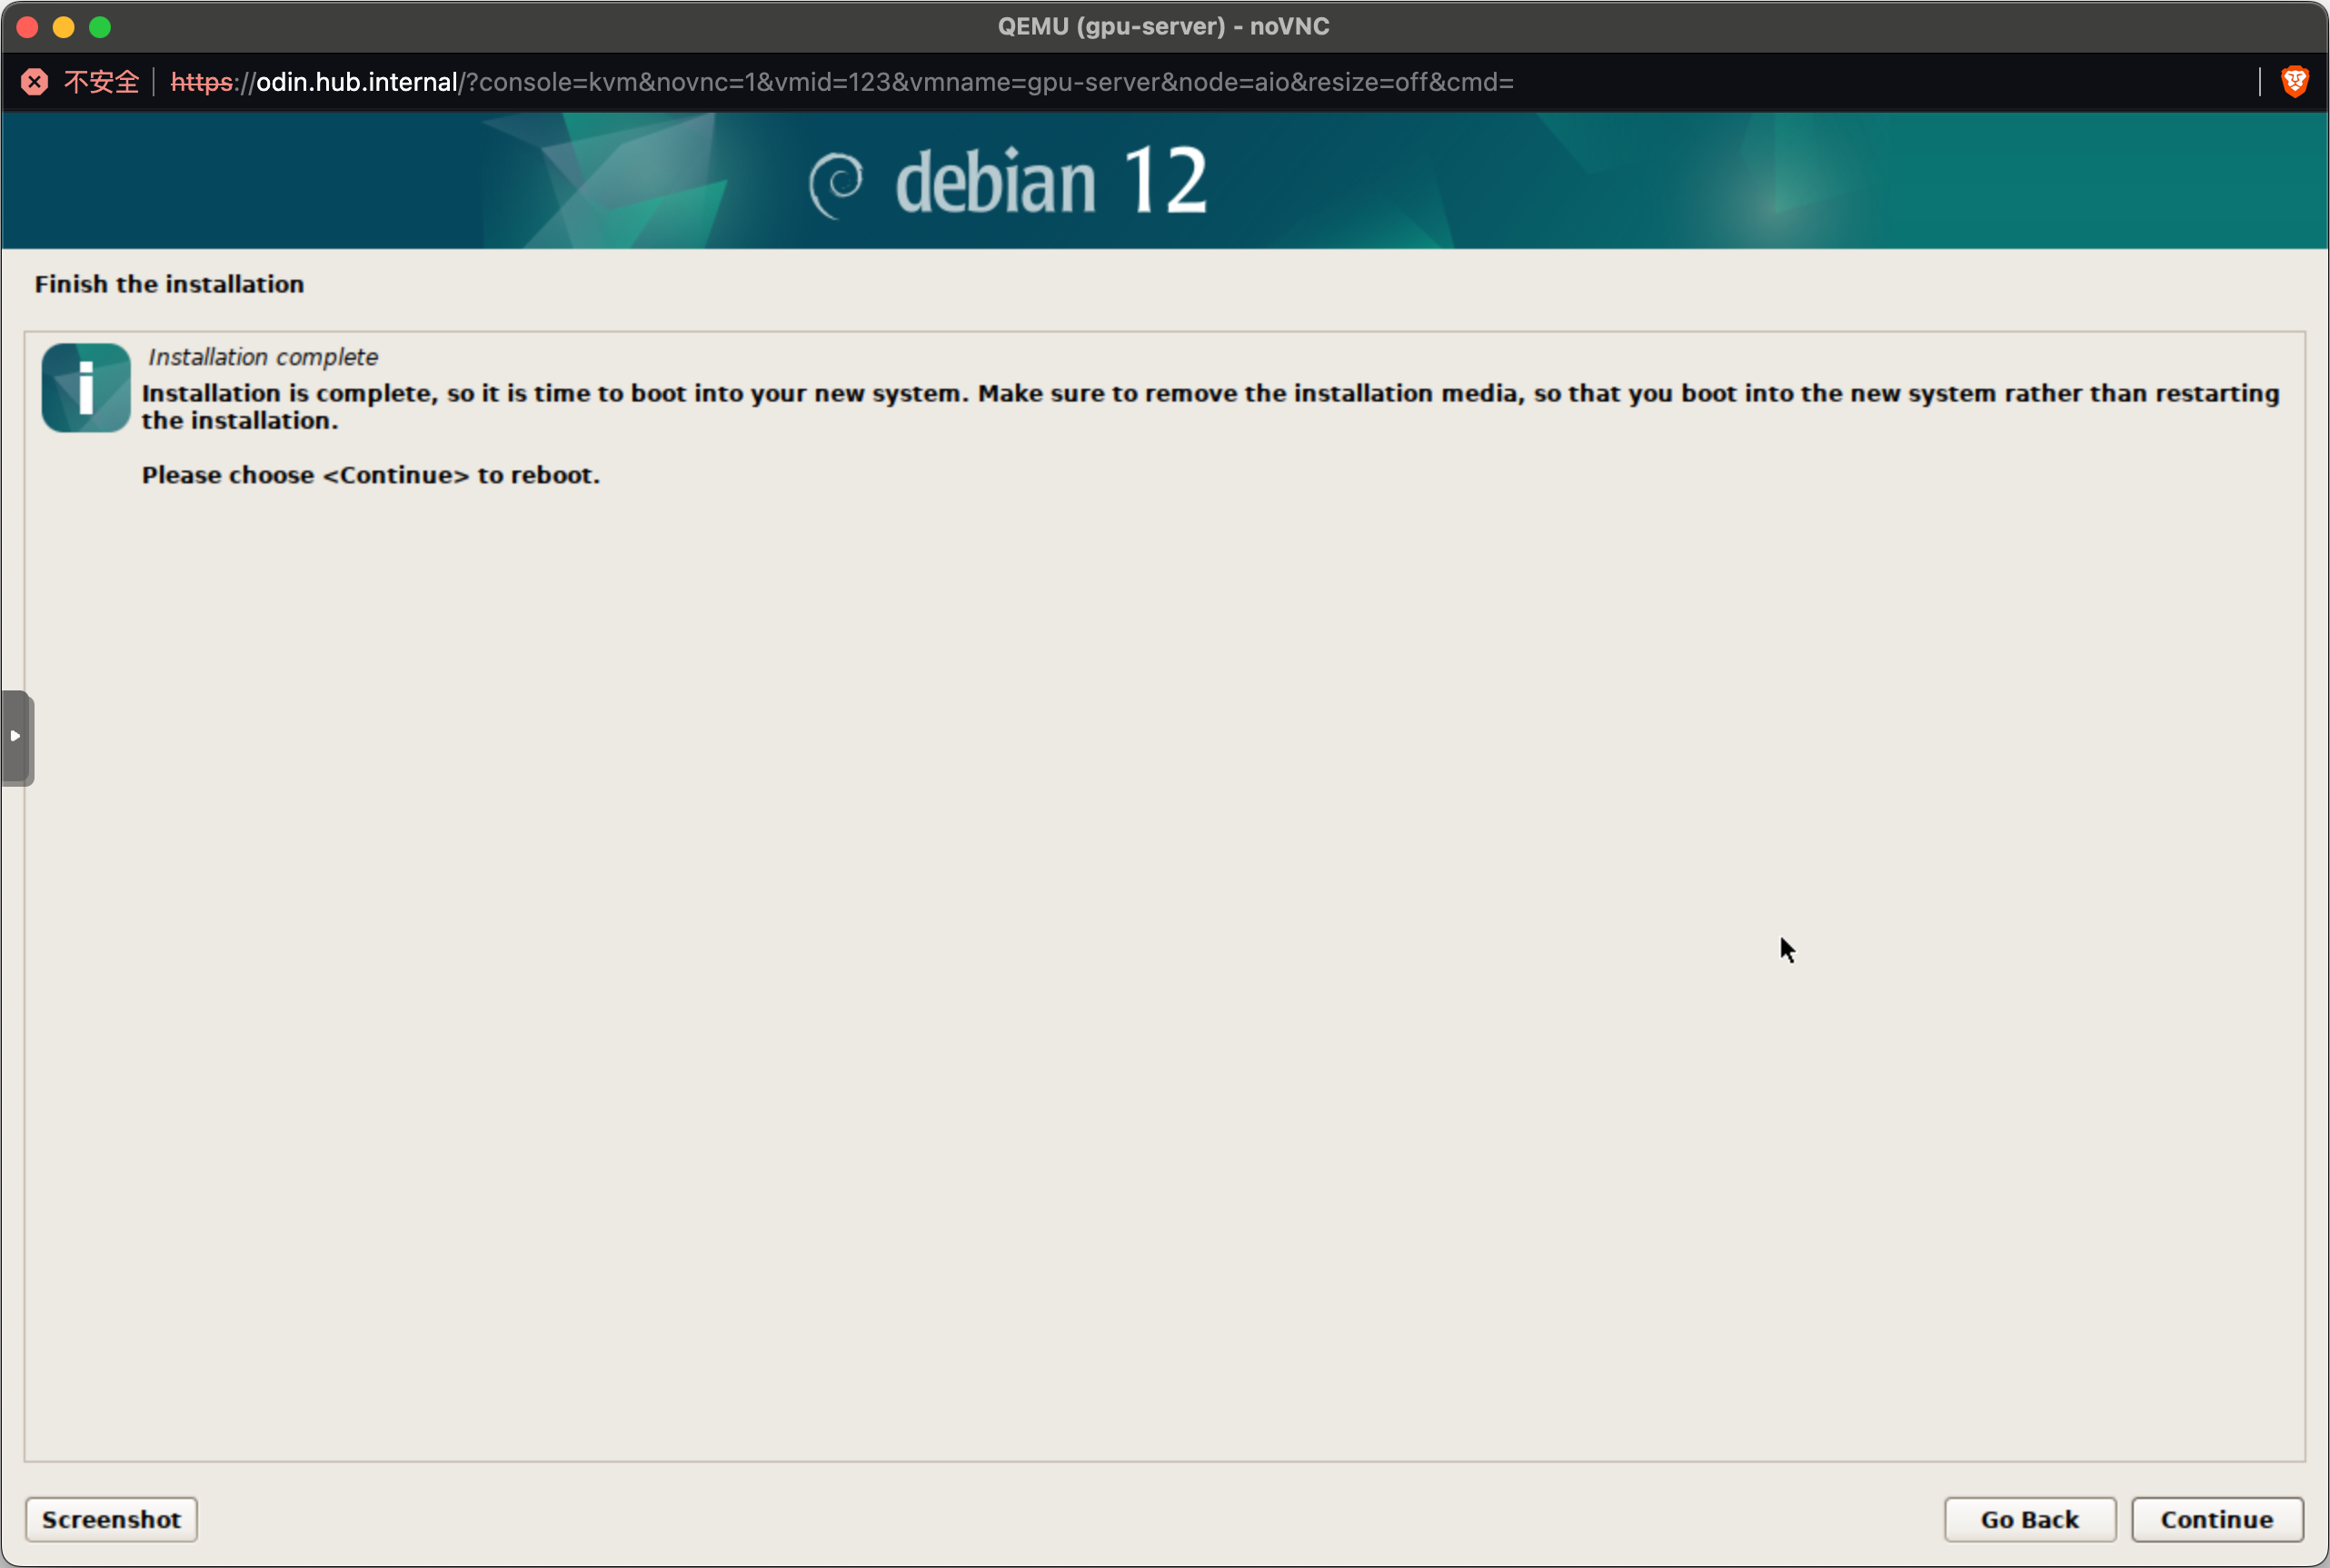 QEMU (gpu-server) - noVNC
不安全 https://odin.hub.internal/?console=kvm&novnc=1&vmid=123&vmname=gpu-server&node=aio&resize=off&cmd=
debian 12
Finish the installation
Installation complete
Installation is complete, so it is time to boot into your new system. Make sure to remove the installation media, so that you boot into the new system rather than restarting
the installation.
Please choose <Continue> to reboot.
Screenshot
Go Back
Continue